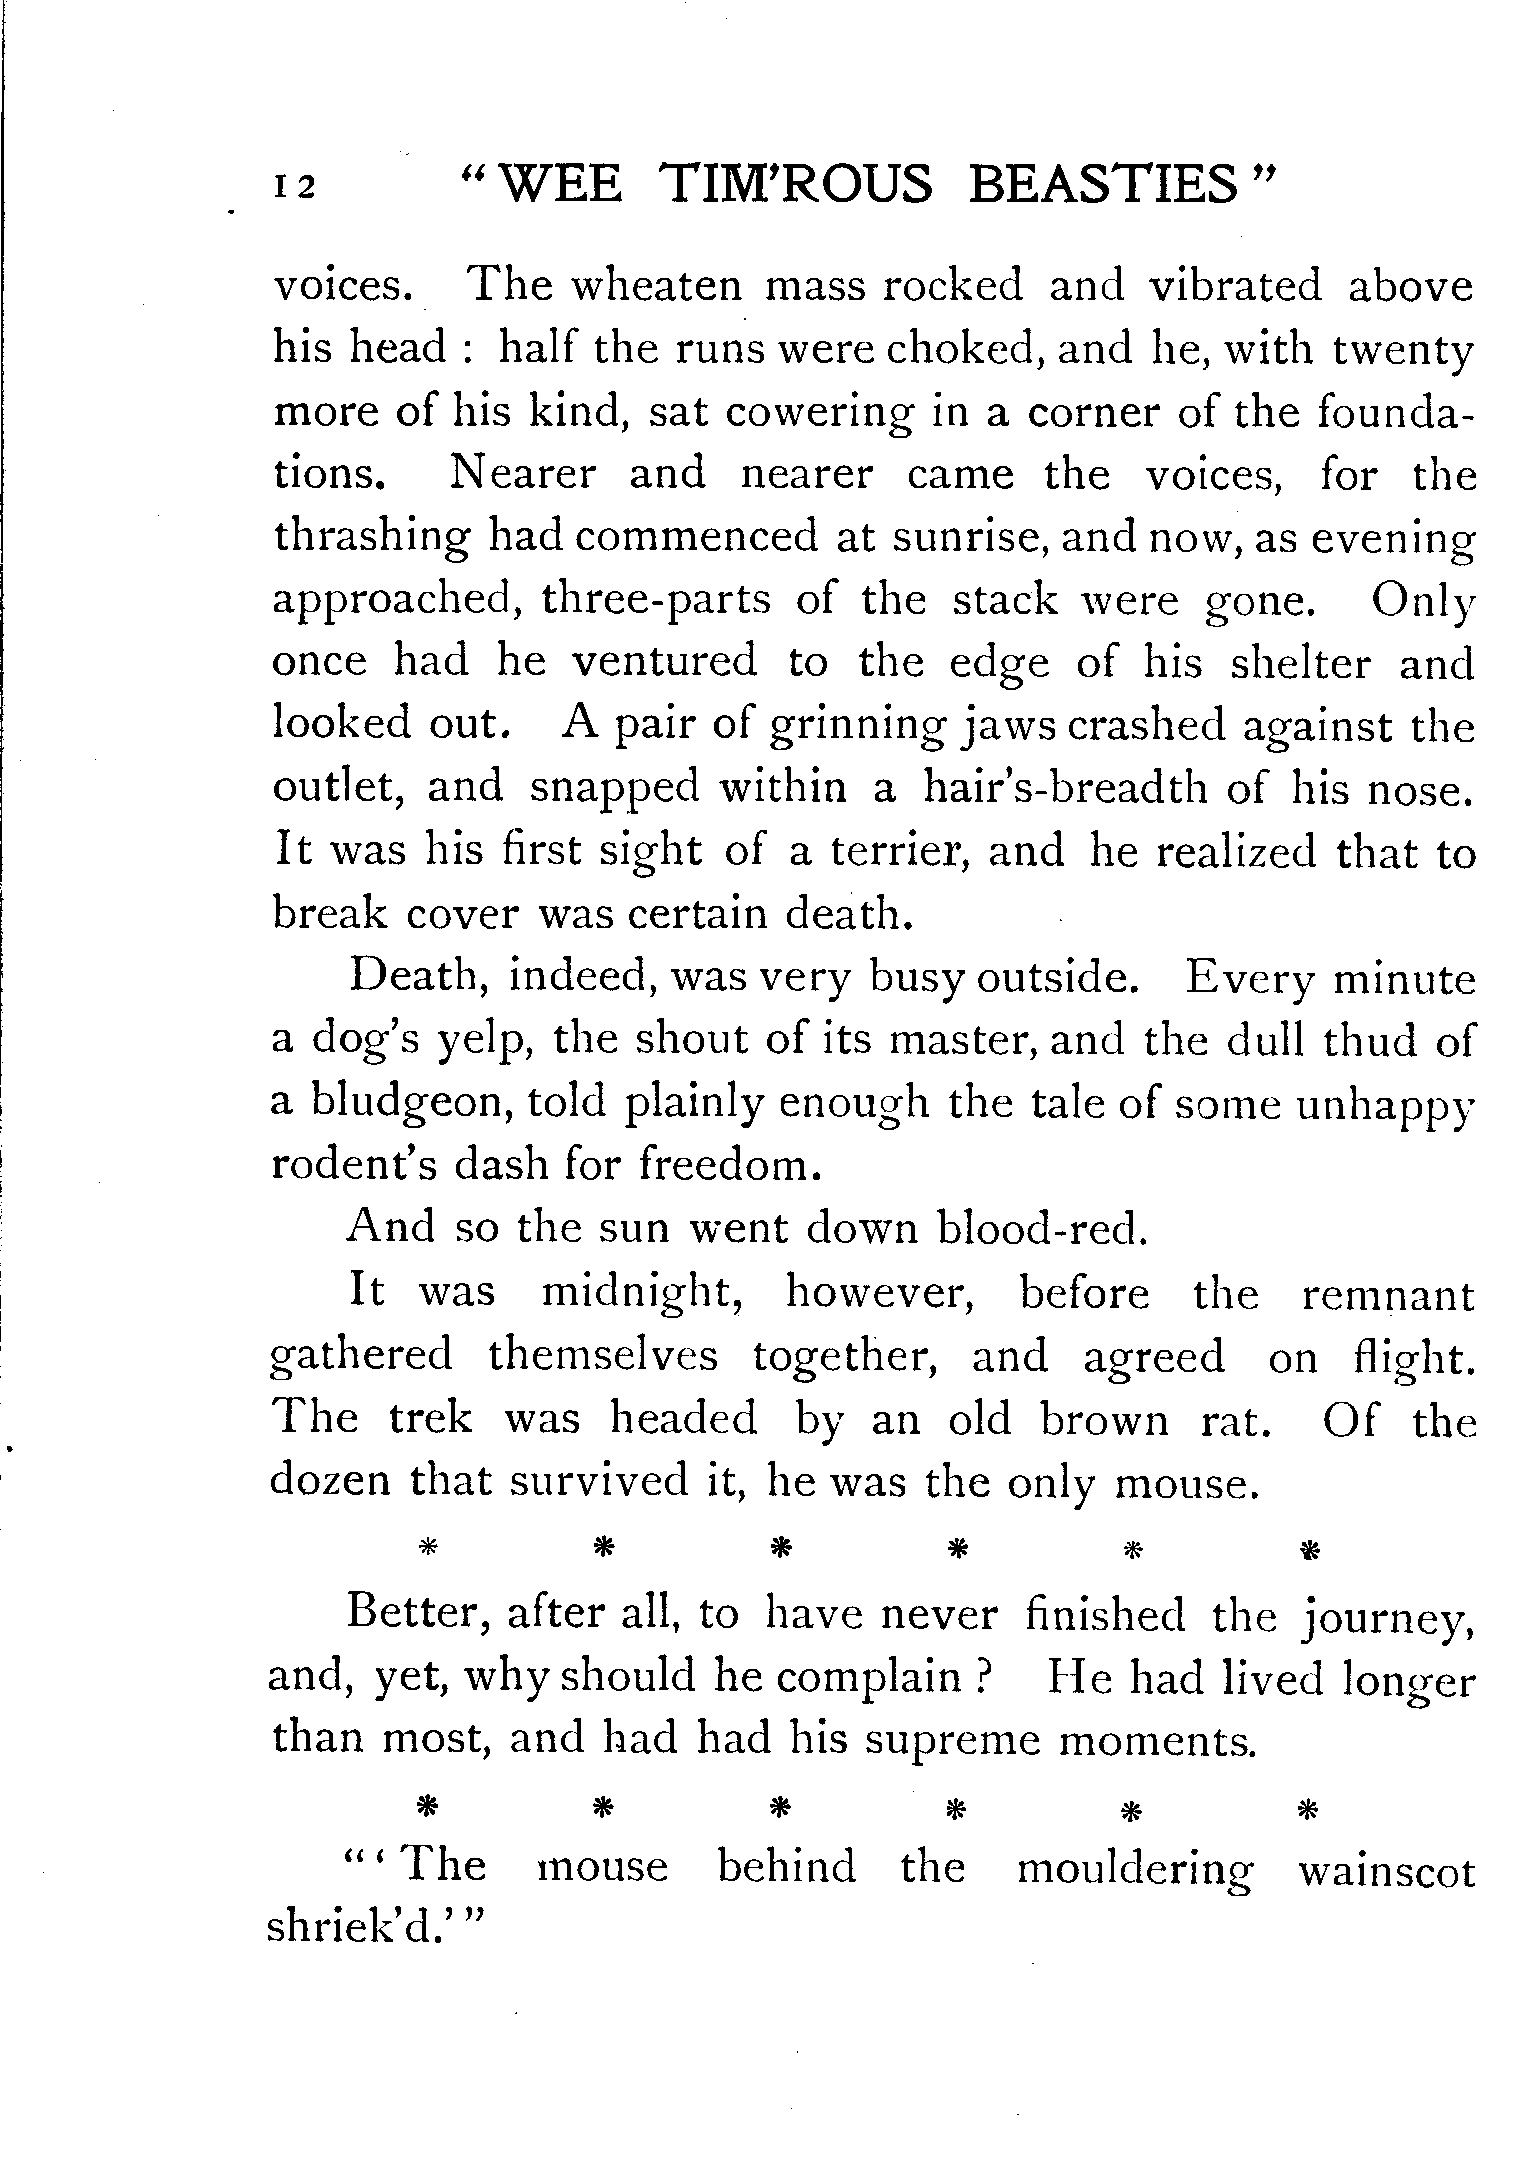 12 "WEE TIM'ROUS BEASTIES"
voices. The wheaten mass rocked and vibrated above
his head : half the runs were choked, and he, with twenty
more of his kind, sat cowering in a corner of the founda-
tions. Nearer and nearer came the voices, for the
thrashing had commenced at sunrise, and now, as evening
approached, three-parts of the stack were gone. Only
once had he ventured to the edge of his shelter and
looked out. A pair of grinning jaws crashed against the
outlet, and snapped within a hair's-breadth of his nose.
It was his first sight of a terrier, and he realized that to
break cover was certain death.
Death, indeed, was very busy outside. Every minute
a dog's yelp, the shout of its master, and the dull thud of
a bludgeon, told plainly enough the tale of some unhappy
rodent's dash for freedom.
And so the sun went down blood-red.
It was midnight, however, before the remnant
gathered themselves together, and agreed on flight.
The trek was headed by an old brown rat. Of the
dozen that survived it, he was the only mouse.
* * * * * *
Better, after all, to have never finished the journey,
and, yet, why should he complain ? He had lived longer
than most, and had had his supreme moments.
* * * * * *
"'The mouse behind the mouldering wainscot
shriek'd.'"